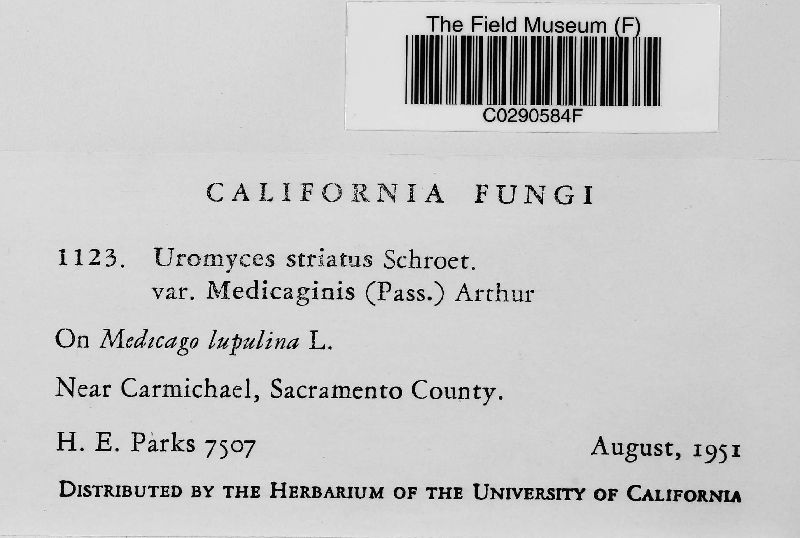 The Field Museum (F)
C0290584F
CALIFORNIA FUNGI
1123. Uromyces striatus Schroet.
var. Medicaginis (Pass.) Arthur
On Medicago lupulina L.
Near Carmichael, Sacramento County.
H. E. Parks 7507 August, 1951
DISTRIBUTED BY THE HERBARIUM OF THE UNIVERSITY OF CALIFORNIA